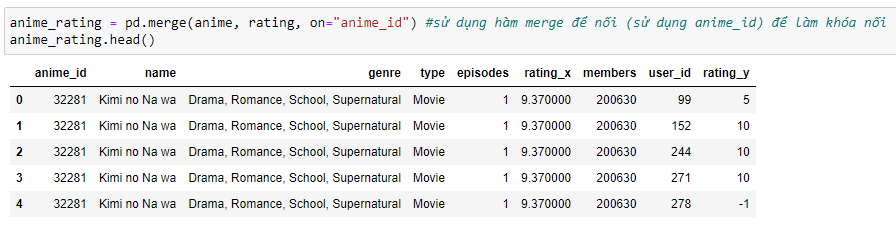 anime_rating = pd.merge(anime, rating, on="anime_id") #sử dụng hàm merge để nối (sử dụng anime_id) để làm khóa nối
anime_rating.head()
anime_id name genre type episodes rating_x members user_id rating_y
0 32281 Kimi no Na wa Drama, Romance, School, Supernatural Movie 1 9.370000 200630 99 5
1 32281 Kimi no Na wa Drama, Romance, School, Supernatural Movie 1 9.370000 200630 152 10
2 32281 Kimi no Na wa Drama, Romance, School, Supernatural Movie 1 9.370000 200630 244 10
3 32281 Kimi no Na wa Drama, Romance, School, Supernatural Movie 1 9.370000 200630 271 10
4 32281 Kimi no Na wa Drama, Romance, School, Supernatural Movie 1 9.370000 200630 278 -1